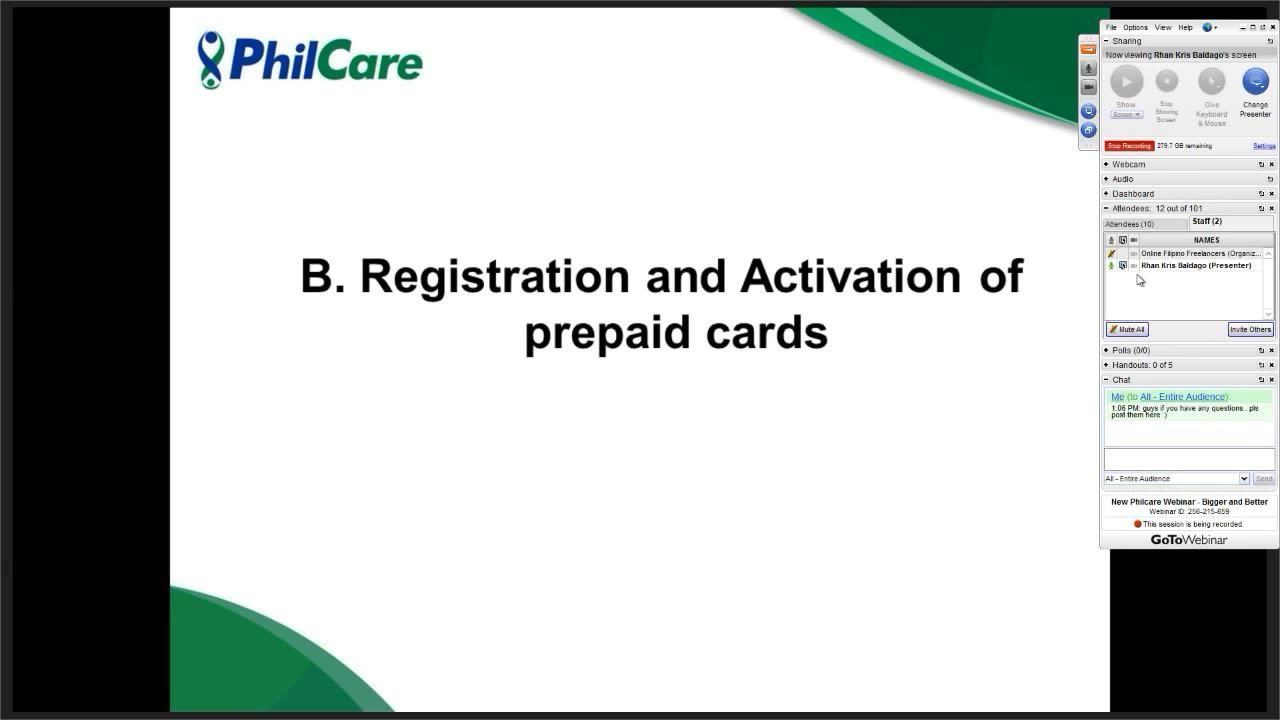 PhilCare
B. Registration and Activation of
prepaid cards
File Options View Help
Sharing
Now viewing Rhan Kris Baldago's screen
Show
Screen
Stop
Showing
Screen
Give
Keyboard
& Mouse
Change
Presenter
Stop Recording 279.7 GB remaining Settings
Webcam
Audio
Dashboard
Attendees: 12 out of 101
Attendees (10) Staff (2)
NAMES
Online Filipino Freelancers (Organiz...
Rhan Kris Baldago (Presenter)
Mute All Invite Others
Polls (0/0)
Handouts: 0 of 5
Chat
Me (to All - Entire Audience):
1:06 PM: guys if you have any questions.. pls
post them here :)
All - Entire Audience Send
New Philcare Webinar - Bigger and Better
Webinar ID: 256-215-659
This session is being recorded.
GoToWebinar